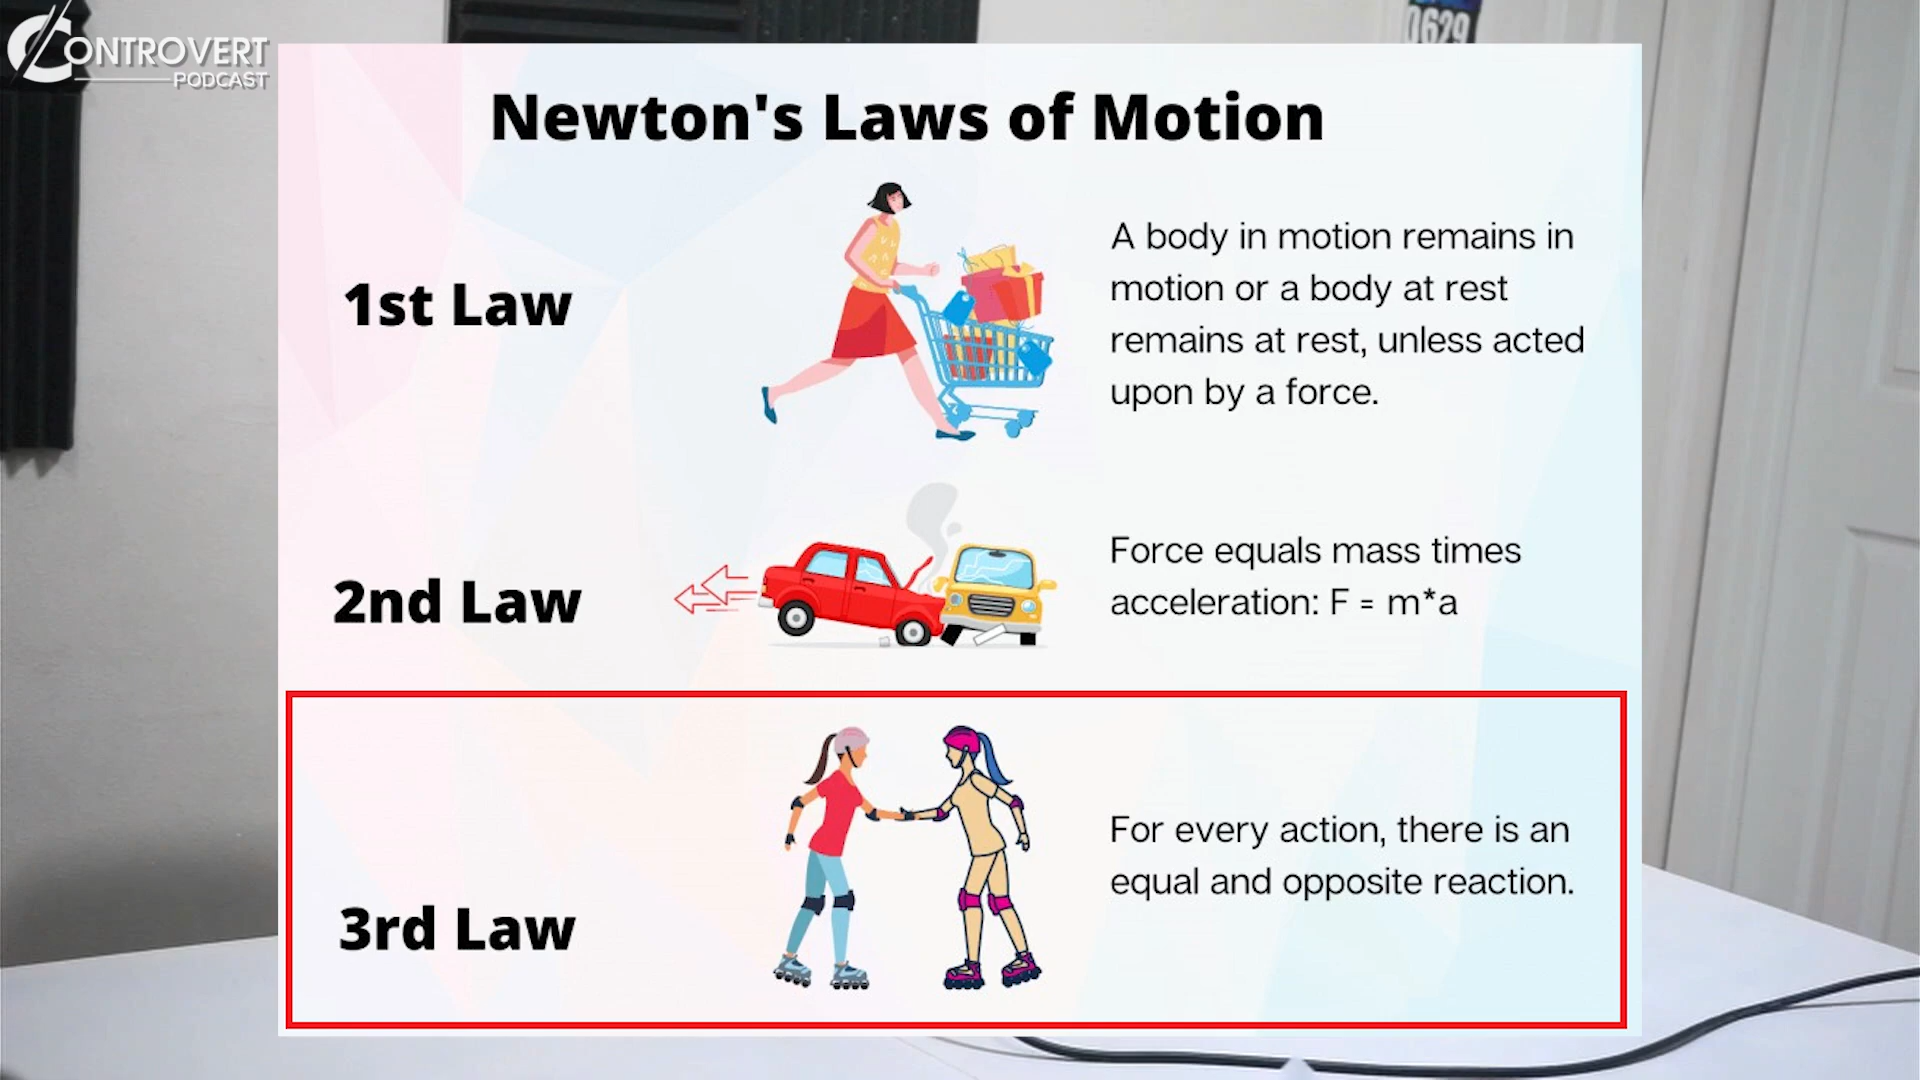 CONTROVERT
PODCAST
0629
Newton's Laws of Motion
1st Law
A body in motion remains in
motion or a body at rest
remains at rest, unless acted
upon by a force.
2nd Law
Force equals mass times
acceleration: F = m*a
3rd Law
For every action, there is an
equal and opposite reaction.